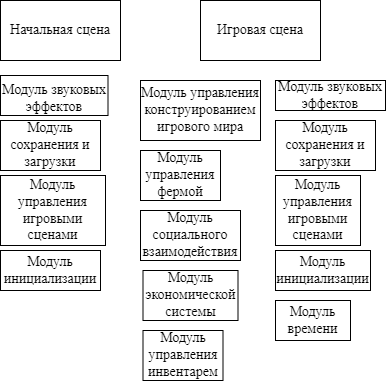 Начальная сцена
Игровая сцена
Модуль звуковых
эффектов
Модуль
сохранения и
загрузки
Модуль
управления
игровыми
сценами
Модуль
инициализации
Модуль управления
конструированием
игрового мира
Модуль
управления
фермой
Модуль
социального
взаимодействия
Модуль
экономической
системы
Модуль
управления
инвентарем
Модуль звуковых
эффектов
Модуль
сохранения и
загрузки
Модуль
управления
игровыми
сценами
Модуль
инициализации
Модуль
времени